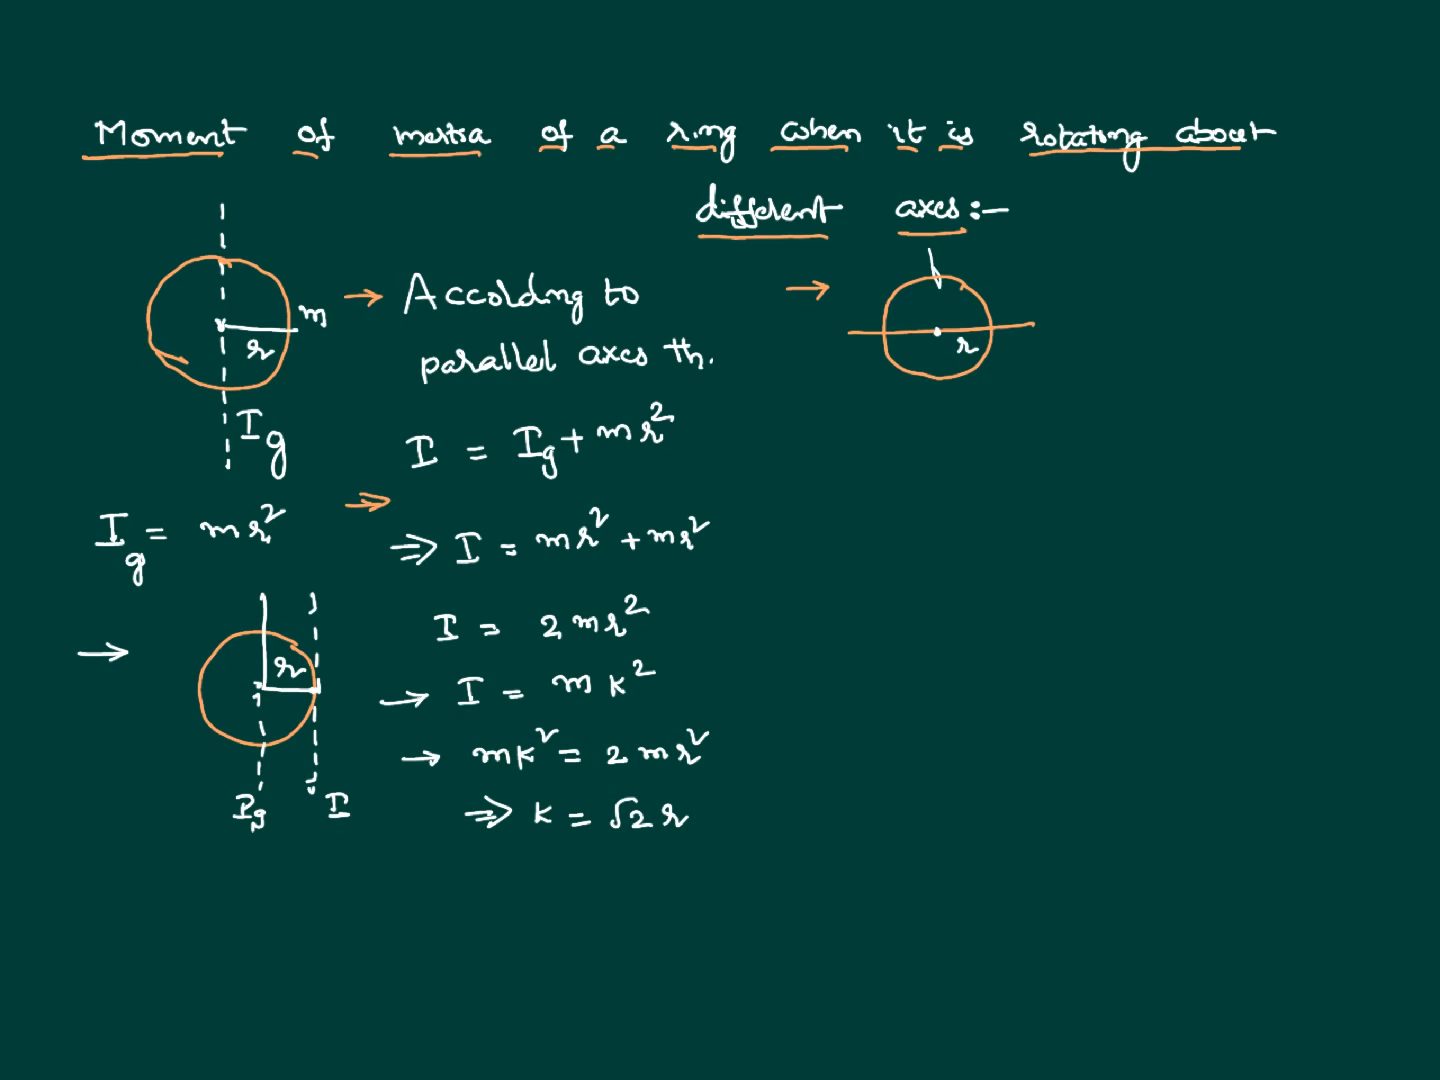 Moment of inertia of a ring when it is rotating about
different axes :-
m
r
Ig
Ig = mr²
r
Ig I
→ According to
parallel axes th.
I = Ig + mr²
⇒
⇒ I = mr² + mr²
I = 2mr²
→ I = mk²
→ mk² = 2mr²
⇒ k = √2 r
→
r